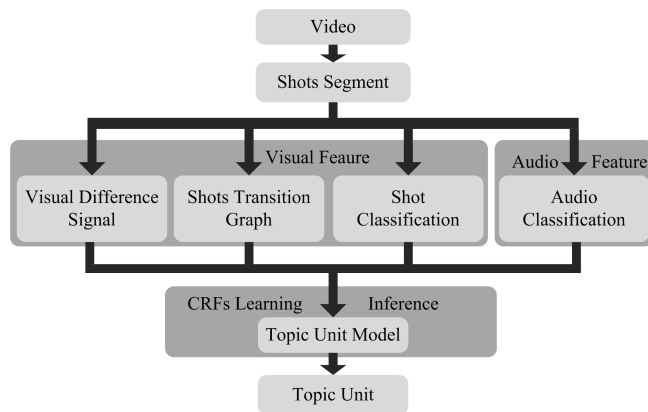 Video
Shots Segment
Visual Feaure
Audio Feature
Visual Difference
Signal
Shots Transition
Graph
Shot
Classification
Audio
Classification
CRFs Learning
Inference
Topic Unit Model
Topic Unit